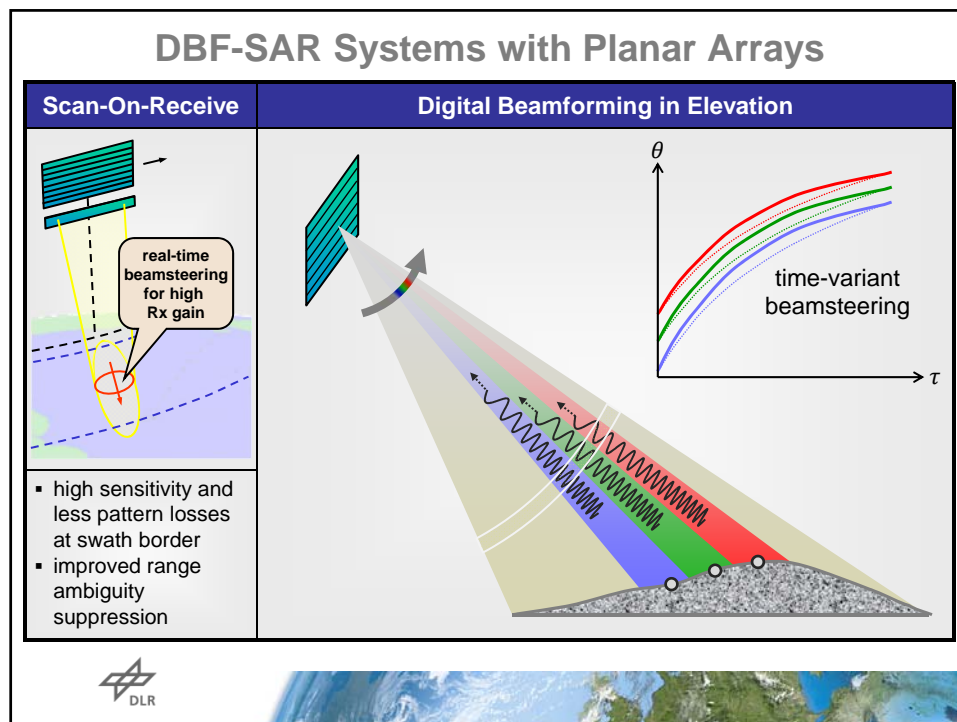 DBF-SAR Systems with Planar Arrays
Scan-On-Receive
Digital Beamforming in Elevation
real-time
beamsteering
for high
Rx gain
▪ high sensitivity and
less pattern losses
at swath border
▪ improved range
ambiguity
suppression
θ
time-variant
beamsteering
τ
DLR